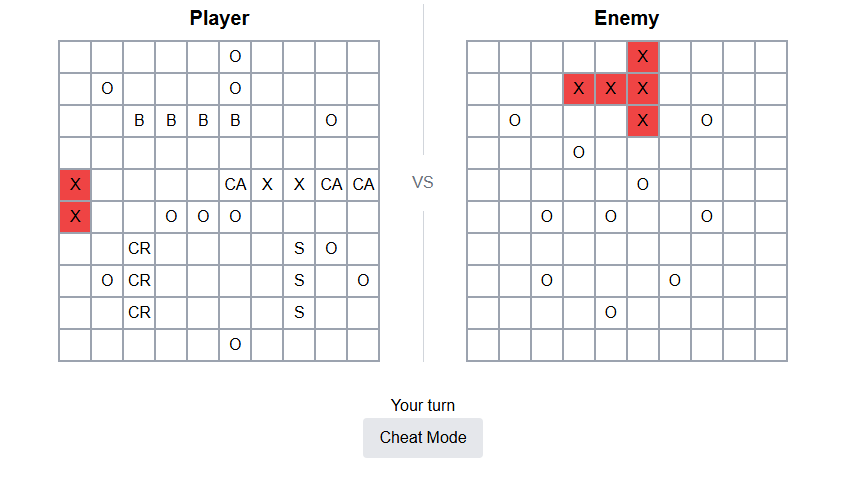 Player
O
O O
B B B B O
X CA X X CA CA
X O O O
CR S O
O CR S O
CR S
O
VS
Enemy
X
X X X
O X O
O
O
O O O
O O
O
Your turn
Cheat Mode